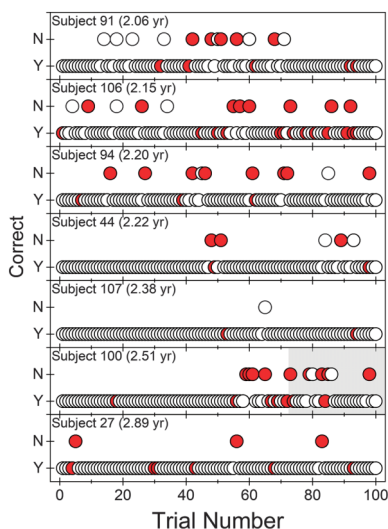 Subject 91 (2.06 yr)
N
Y
Subject 106 (2.15 yr)
N
Y
Subject 94 (2.20 yr)
N
Y
Subject 44 (2.22 yr)
N
Y
Subject 107 (2.38 yr)
N
Y
Subject 100 (2.51 yr)
N
Y
Subject 27 (2.89 yr)
N
Y
Correct
0 20 40 60 80 100
Trial Number